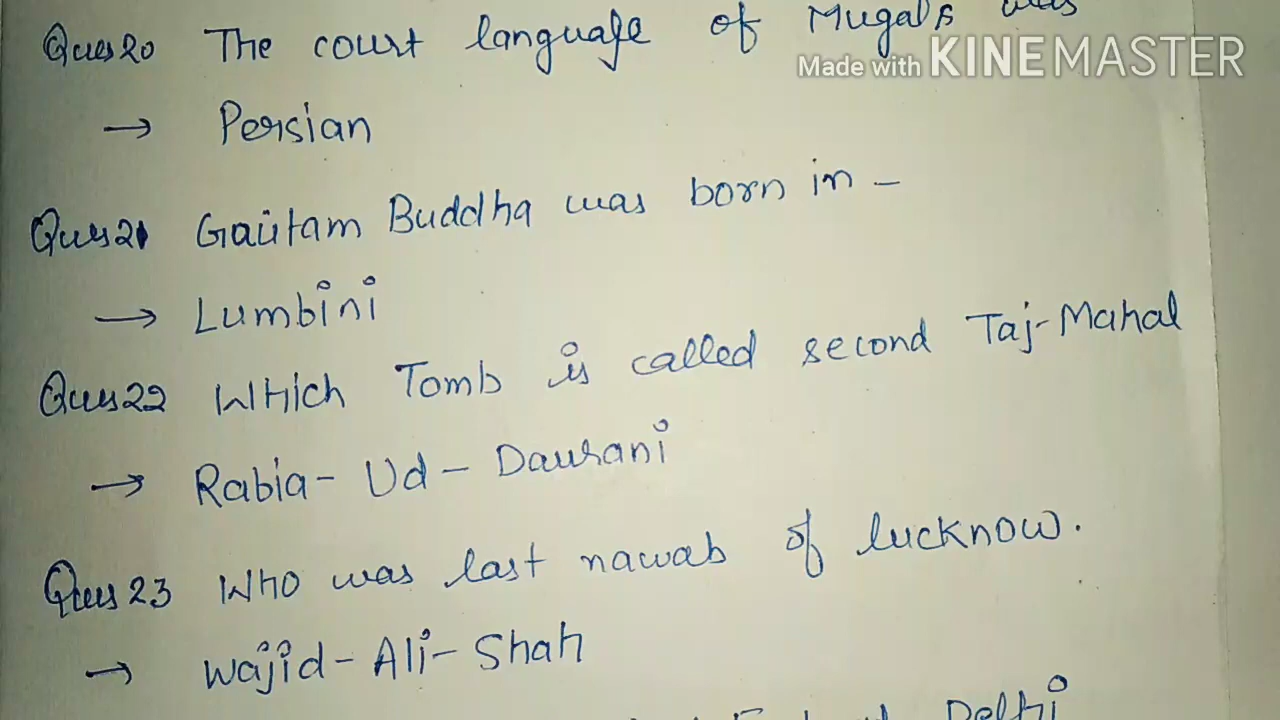 Ques20 The court language of Mugals was
Made with KINEMASTER
→ Persian
Ques21 Gautam Buddha was born in -
→ Lumbini
Ques22 Which Tomb is called second Taj-Mahal
→ Rabia-Ud-Daurani
Ques23 Who was last nawab of lucknow.
→ Wajid-Ali-Shah
Delhi